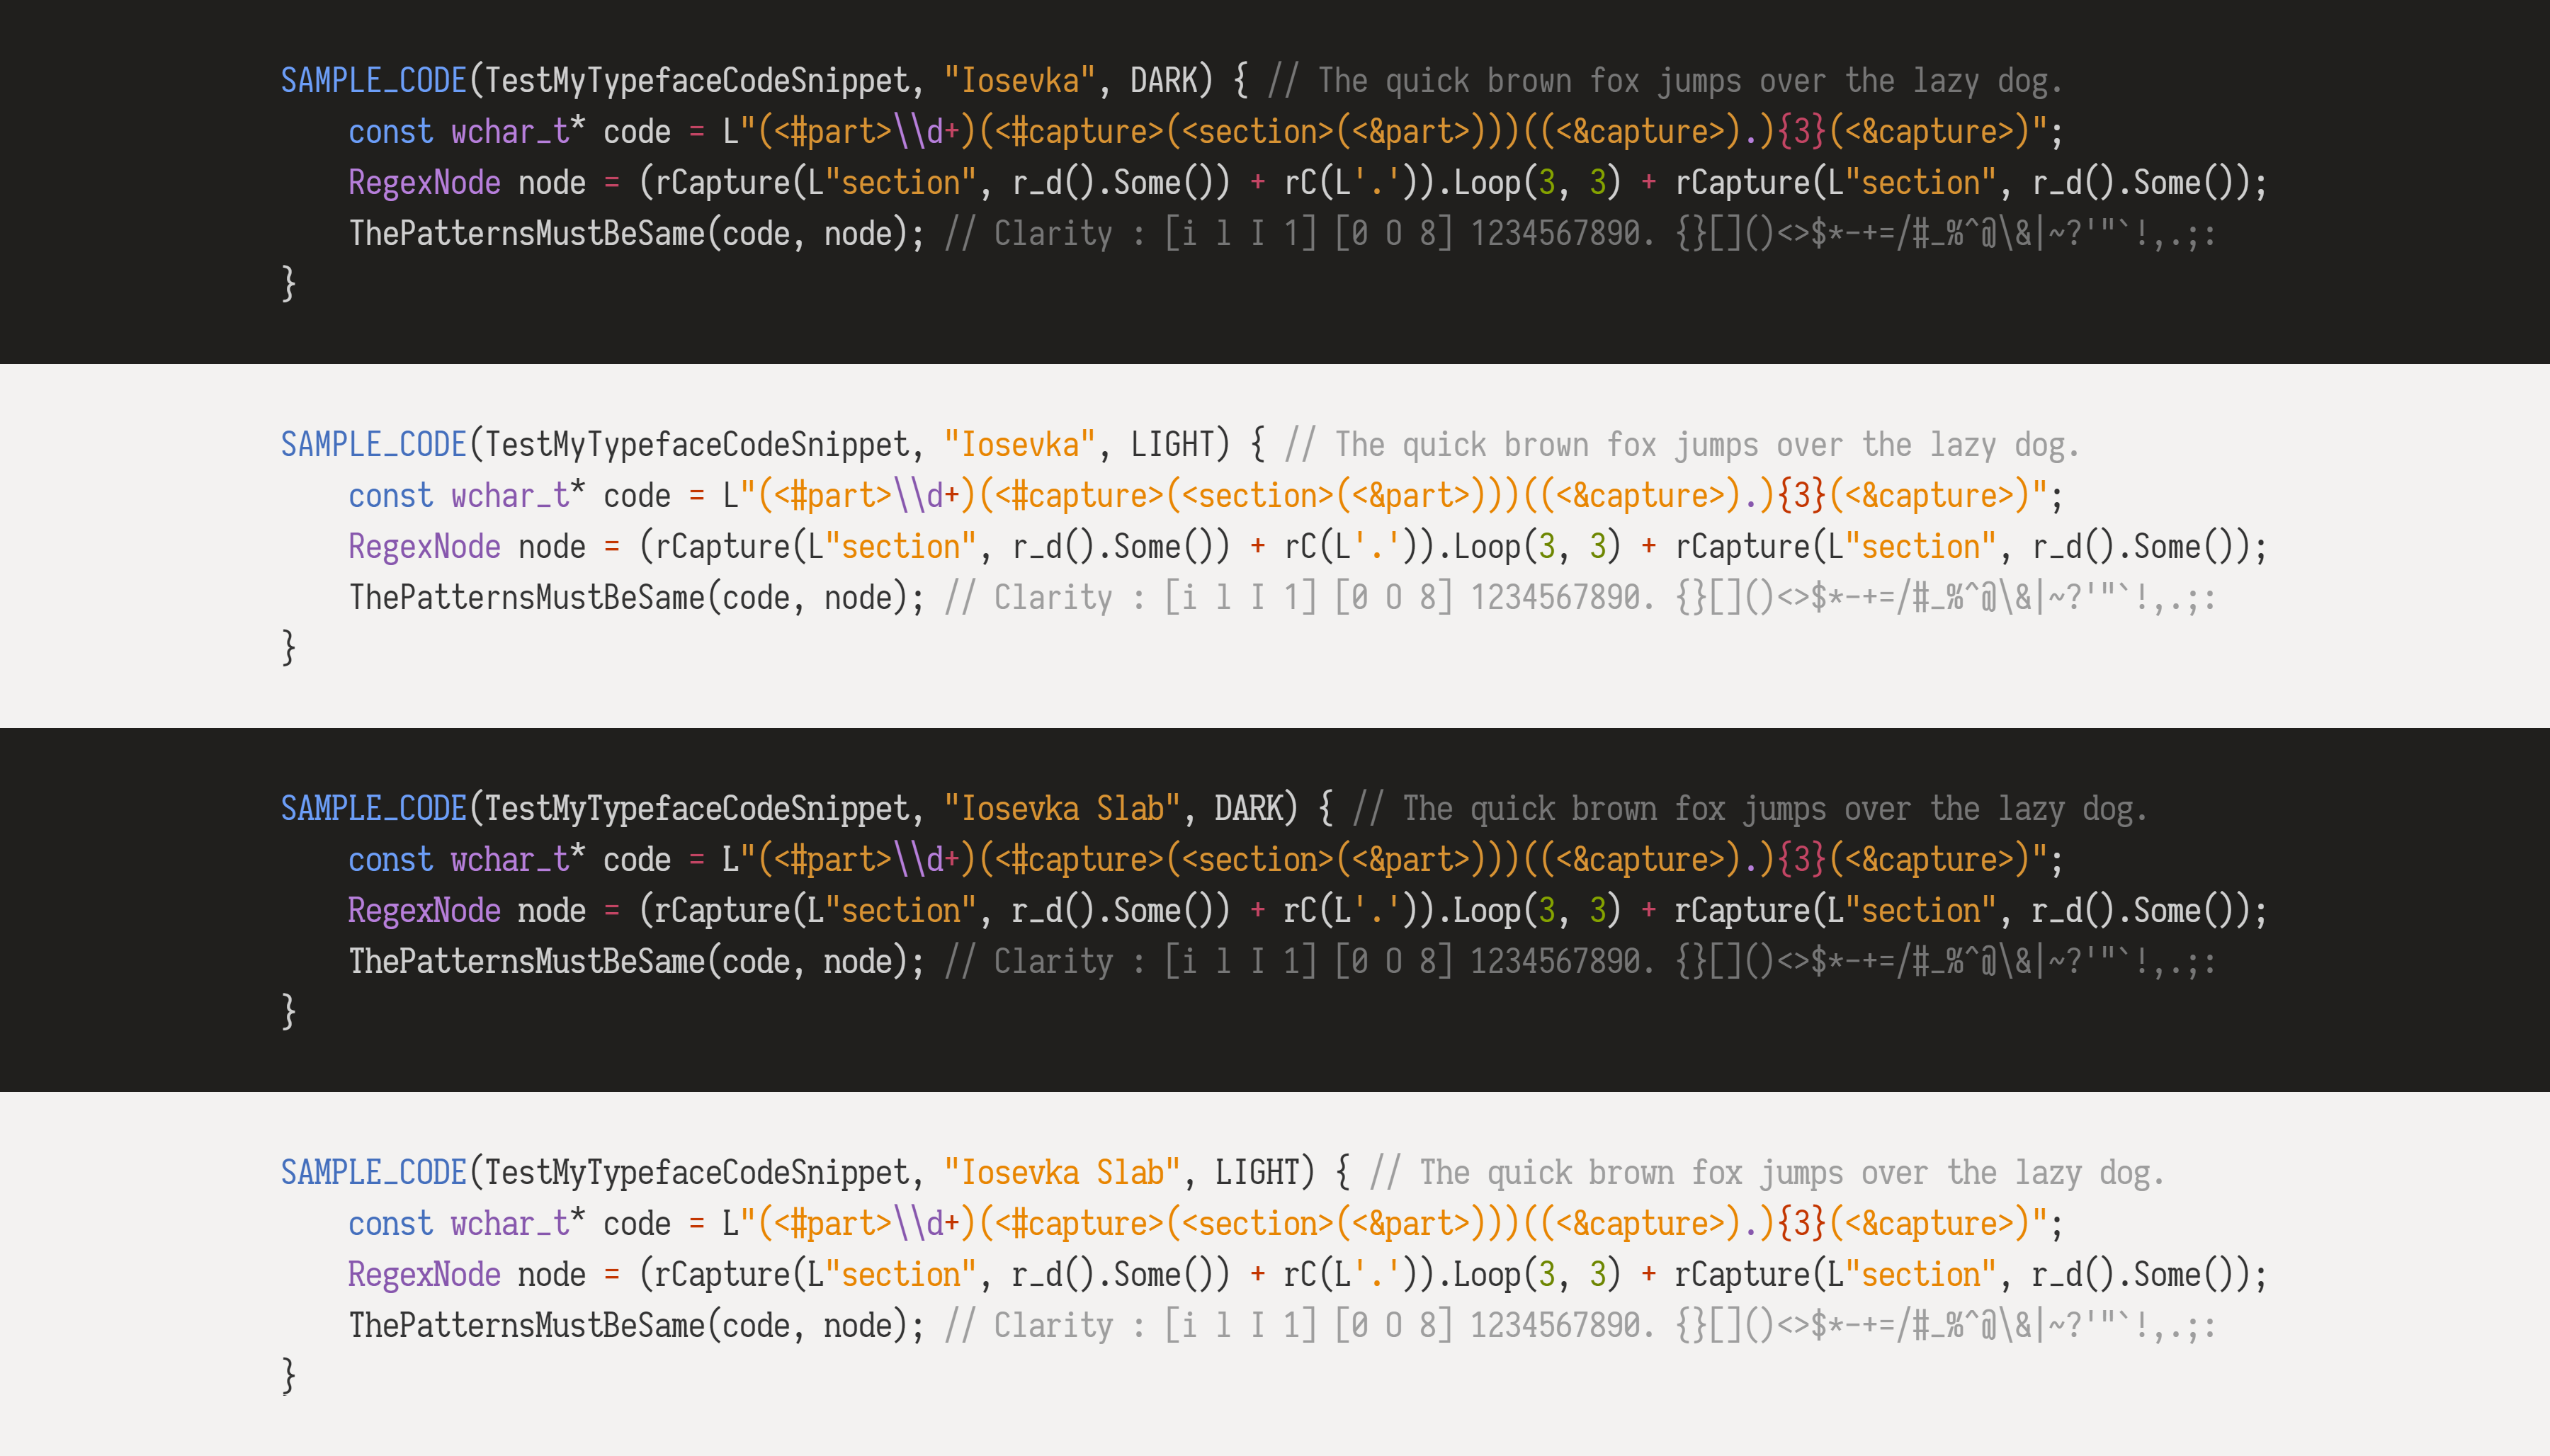 SAMPLE_CODE(TestMyTypefaceCodeSnippet, "Iosevka", DARK) { // The quick brown fox jumps over the lazy dog.
    const wchar_t* code = L"(<#part>\\d+)(<#capture>(<section>(<&part>)))((<&capture>).){3}(<&capture>)";
    RegexNode node = (rCapture(L"section", r_d().Some()) + rC(L'.')).Loop(3, 3) + rCapture(L"section", r_d().Some());
    ThePatternsMustBeSame(code, node); // Clarity : [i l I 1] [0 O 8] 1234567890. {}[]()<>$*-+=/#_%^@\&|~?'"`!,.;:
}
SAMPLE_CODE(TestMyTypefaceCodeSnippet, "Iosevka", LIGHT) { // The quick brown fox jumps over the lazy dog.
    const wchar_t* code = L"(<#part>\\d+)(<#capture>(<section>(<&part>)))((<&capture>).){3}(<&capture>)";
    RegexNode node = (rCapture(L"section", r_d().Some()) + rC(L'.')).Loop(3, 3) + rCapture(L"section", r_d().Some());
    ThePatternsMustBeSame(code, node); // Clarity : [i l I 1] [0 O 8] 1234567890. {}[]()<>$*-+=/#_%^@\&|~?'"`!,.;:
}
SAMPLE_CODE(TestMyTypefaceCodeSnippet, "Iosevka Slab", DARK) { // The quick brown fox jumps over the lazy dog.
    const wchar_t* code = L"(<#part>\\d+)(<#capture>(<section>(<&part>)))((<&capture>).){3}(<&capture>)";
    RegexNode node = (rCapture(L"section", r_d().Some()) + rC(L'.')).Loop(3, 3) + rCapture(L"section", r_d().Some());
    ThePatternsMustBeSame(code, node); // Clarity : [i l I 1] [0 O 8] 1234567890. {}[]()<>$*-+=/#_%^@\&|~?'"`!,.;:
}
SAMPLE_CODE(TestMyTypefaceCodeSnippet, "Iosevka Slab", LIGHT) { // The quick brown fox jumps over the lazy dog.
    const wchar_t* code = L"(<#part>\\d+)(<#capture>(<section>(<&part>)))((<&capture>).){3}(<&capture>)";
    RegexNode node = (rCapture(L"section", r_d().Some()) + rC(L'.')).Loop(3, 3) + rCapture(L"section", r_d().Some());
    ThePatternsMustBeSame(code, node); // Clarity : [i l I 1] [0 O 8] 1234567890. {}[]()<>$*-+=/#_%^@\&|~?'"`!,.;:
}